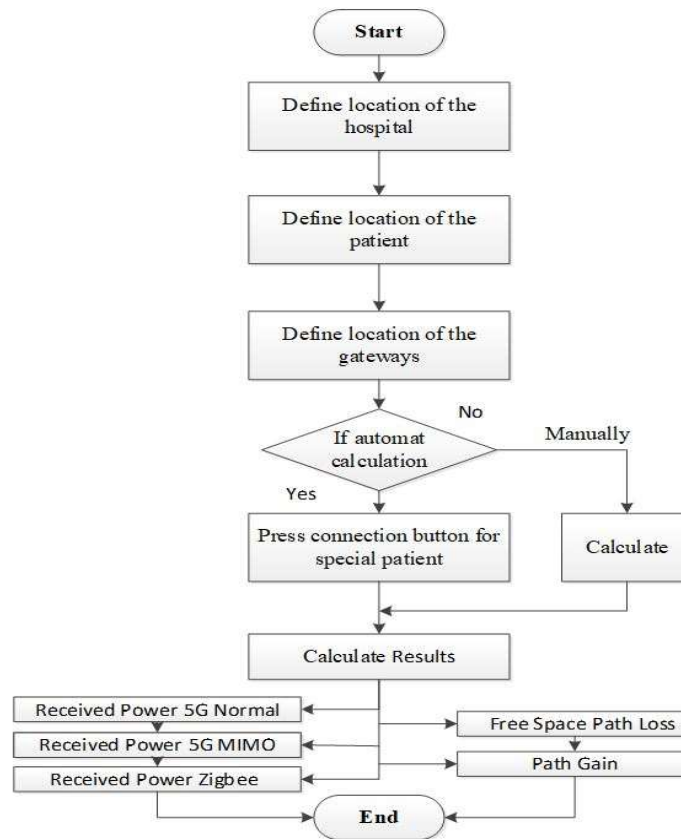 Start
Define location of the
hospital
Define location of the
patient
Define location of the
gateways
If automat
calculation
No
Manually
Yes
Press connection button for
special patient
Calculate
Calculate Results
Received Power 5G Normal
Received Power 5G MIMO
Received Power Zigbee
Free Space Path Loss
Path Gain
End